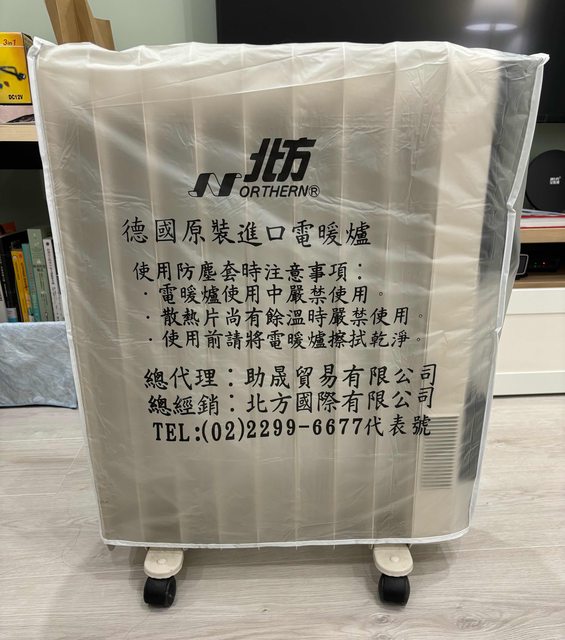 3in1
DC12V
北方
NORTHERN®
德國原裝進口電暖爐
使用防塵套時注意事項：
．電暖爐使用中嚴禁使用。
．散熱片尚有餘溫時嚴禁使用。
．使用前請將電暖爐擦拭乾淨。
總代理：助晟貿易有限公司
總經銷：北方國際有限公司
TEL:(02)2299-6677代表號